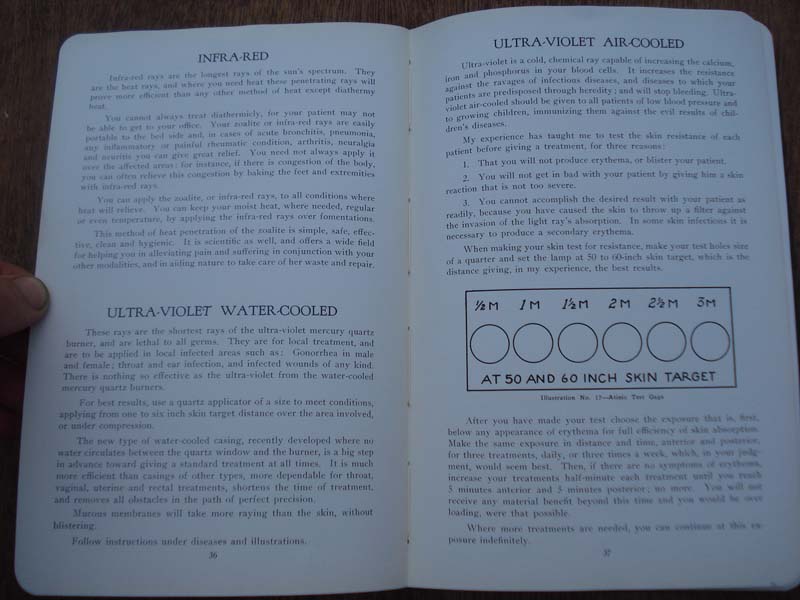 INFRA-RED
Infra-red rays are the longest rays of the sun's spectrum. They
are the heat rays, and where you need heat these penetrating rays will
prove more efficient than any other method of heat except diathermy
heat.
You cannot always treat diathermicly, for your patient may not
be able to get to your office. Your zoalite or infra-red rays are easily
portable to the bed side and, in cases of acute bronchitis, pneumonia,
any inflammatory or painful rheumatic condition, arthritis, neuralgia
and neuritis you can give great relief. You need not always apply it
over the affected areas: for instance, if there is congestion of the body,
you can often relieve this congestion by baking the feet and extremities
with infra-red rays.
You can apply the zoalite, or infra-red rays, to all conditions where
heat will relieve. You can keep your moist heat, where needed, regular
or even temperature, by applying the infra-red rays over fomentations.
This method of heat penetration of the zoalite is simple, safe, effec-
tive, clean and hygienic. It is scientific as well, and offers a wide field
for helping you in alleviating pain and suffering in conjunction with your
other modalities, and in aiding nature to take care of her waste and repair.
ULTRA-VIOLET WATER-COOLED
These rays are the shortest rays of the ultra-violet mercury quartz
burner, and are lethal to all germs. They are for local treatment, and
are to be applied in local infected areas such as: Gonorrhea in male
and female; throat and ear infection, and infected wounds of any kind.
There is nothing so effective as the ultra-violet from the water-cooled
mercury quartz burners.
For best results, use a quartz applicator of a size to meet conditions,
applying from one to six inch skin target distance over the area involved,
or under compression.
The new type of water-cooled casing, recently developed where no
water circulates between the quartz window and the burner, is a big step
in advance toward giving a standard treatment at all times. It is much
more efficient than casings of other types, more dependable for throat,
vaginal, uterine and rectal treatments, shortens the time of treatment,
and removes all obstacles in the path of perfect precision.
Mucous membranes will take more raying than the skin, without
blistering.
Follow instructions under diseases and illustrations.
36
ULTRA-VIOLET AIR-COOLED
Ultra-violet is a cold, chemical ray capable of increasing the calcium,
iron and phosphorus in your blood cells. It increases the resistance
against the ravages of infectious diseases, and diseases to which your
patients are predisposed through heredity; and will stop bleeding. Ultra-
violet air-cooled should be given to all patients of low blood pressure and
to growing children, immunizing them against the evil results of chil-
dren's diseases.
My experience has taught me to test the skin resistance of each
patient before giving a treatment, for three reasons:
1. That you will not produce erythema, or blister your patient.
2. You will not get in bad with your patient by giving him a skin
reaction that is not too severe.
3. You cannot accomplish the desired result with your patient as
readily, because you have caused the skin to throw up a filter against
the invasion of the light ray's absorption. In some skin infections it is
necessary to produce a secondary erythema.
When making your skin test for resistance, make your test holes size
of a quarter and set the lamp at 50 to 60-inch skin target, which is the
distance giving, in my experience, the best results.
½M 1M 1½M 2M 2½M 3M
AT 50 AND 60 INCH SKIN TARGET
Illustration No. 17—Atinic Test Gage
After you have made your test choose the exposure that is, first,
below any appearance of erythema for full efficiency of skin absorption.
Make the same exposure in distance and time, anterior and posterior,
for three treatments, daily, or three times a week, which, in your judg-
ment, would seem best. Then, if there are no symptoms of erythema,
increase your treatments half-minute each treatment until you reach
5 minutes anterior and 5 minutes posterior; no more. You will not
receive any material benefit beyond this time and you would be over
loading, were that possible.
Where more treatments are needed, you can continue at this ex-
posure indefinitely.
37